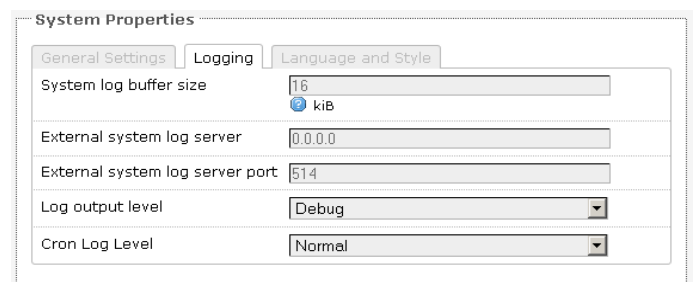 System Properties
General Settings Logging Language and Style
System log buffer size 16
kiB
External system log server 0.0.0.0
External system log server port 514
Log output level Debug
Cron Log Level Normal